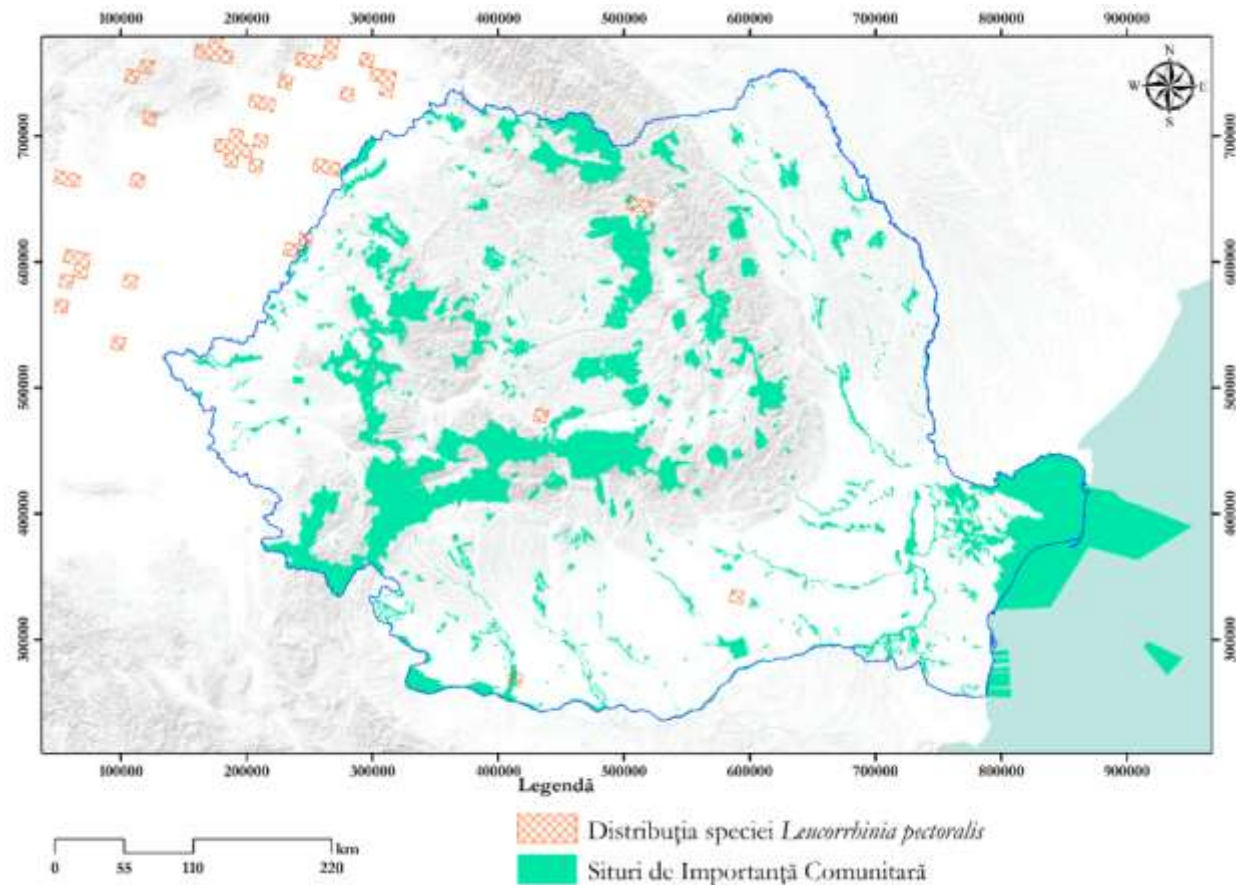 100000 200000 300000 400000 500000 600000 700000 800000 900000
N
W E
S
700000 700000
600000 600000
500000 500000
400000 400000
300000 300000
100000 200000 300000 400000 500000 600000 700000 800000 900000
Legendă
Distribuția speciei Leucorrhinia pectoralis
km
0 55 110 220
Situri de Importanță Comunitară